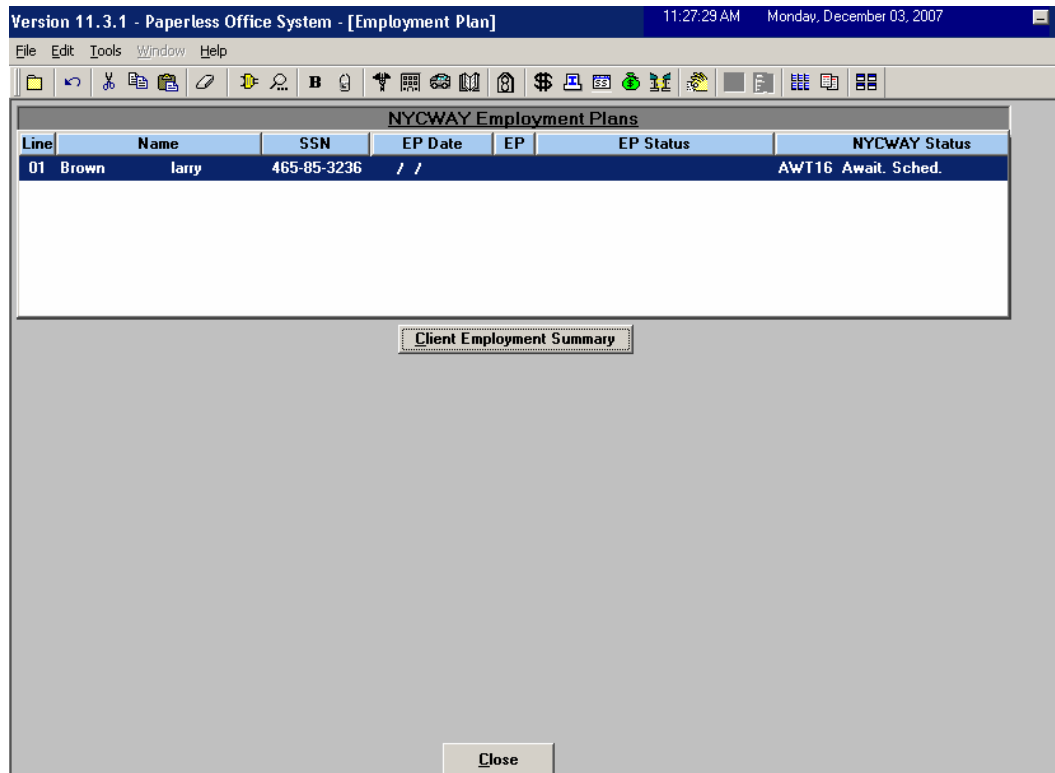 Version 11.3.1 - Paperless Office System - [Employment Plan] 11:27:29 AM Monday, December 03, 2007
File Edit Tools Window Help
B
NYCWAY Employment Plans
Line Name SSN EP Date EP EP Status NYCWAY Status
01 Brown larry 465-85-3236 / / AWT16 Await. Sched.
Client Employment Summary
Close